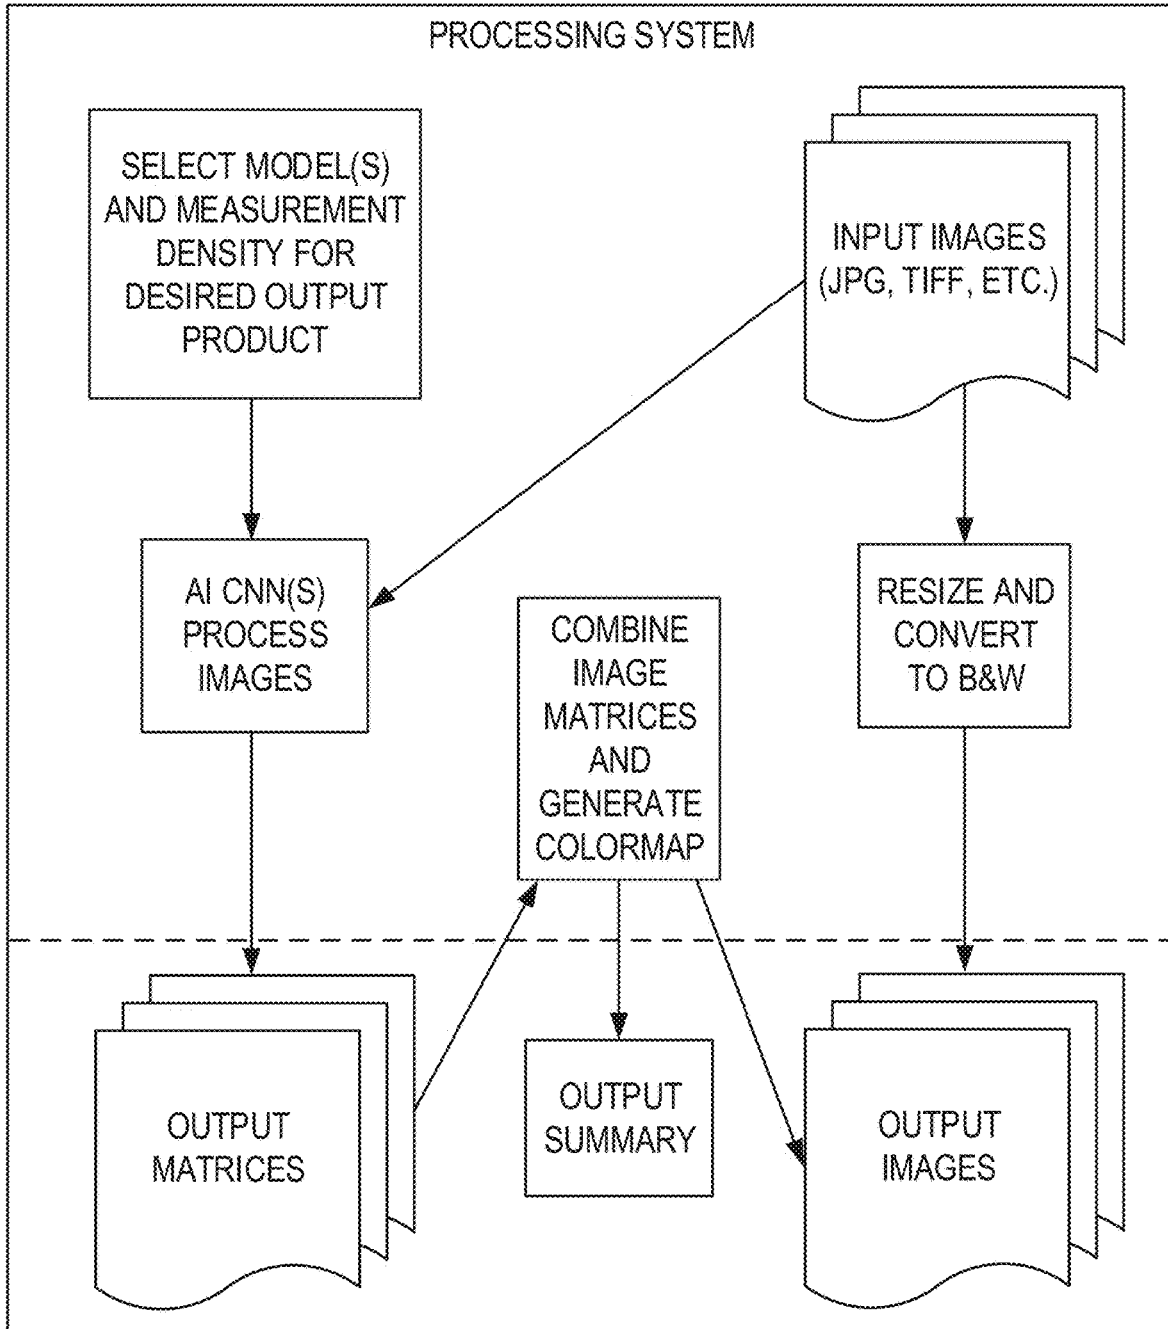 PROCESSING SYSTEM
SELECT MODEL(S)
AND MEASUREMENT
DENSITY FOR
DESIRED OUTPUT
PRODUCT
INPUT IMAGES
(JPG, TIFF, ETC.)
AI CNN(S)
PROCESS
IMAGES
COMBINE
IMAGE
MATRICES
AND
GENERATE
COLORMAP
RESIZE AND
CONVERT
TO B&W
OUTPUT
MATRICES
OUTPUT
SUMMARY
OUTPUT
IMAGES